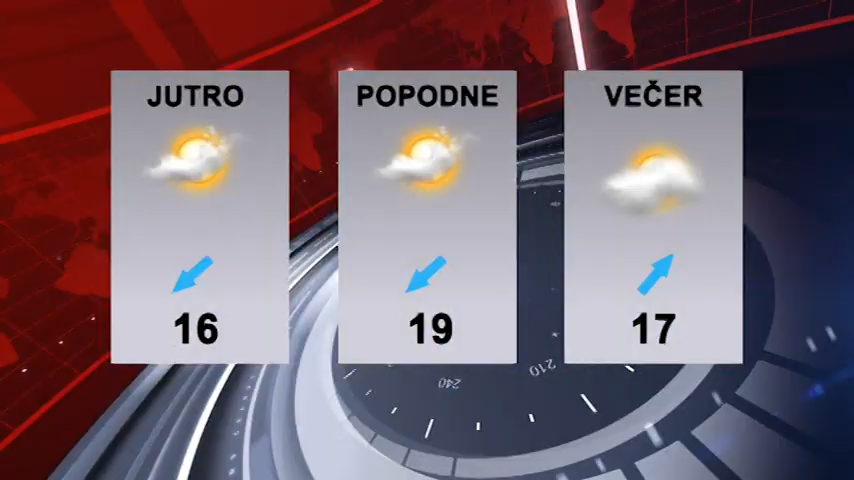 JUTRO
16
POPODNE
19
VEČER
17
240
210